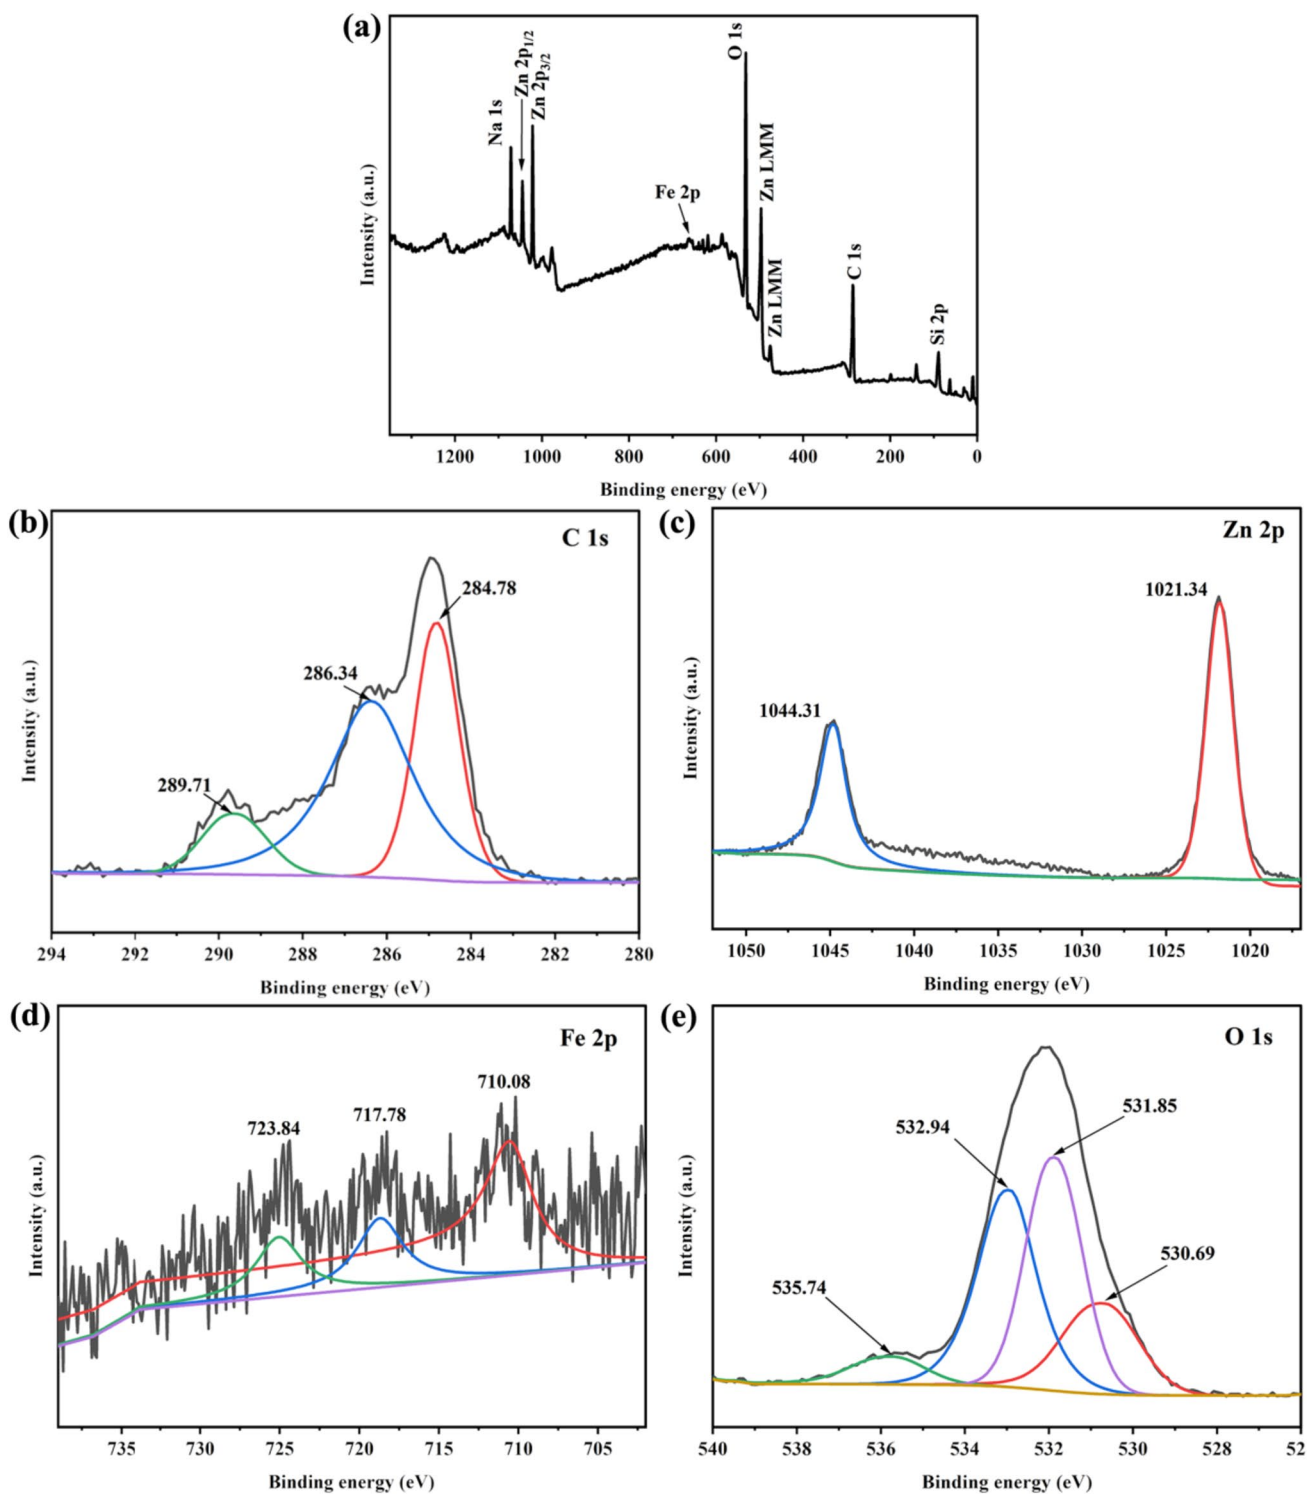 (a)
Intensity (a.u.)
Na 1s
Zn 2p1/2
Zn 2p3/2
Fe 2p
O 1s
Zn LMM
Zn LMM
C 1s
Si 2p
1200 1000 800 600 400 200 0
Binding energy (eV)
(b)
C 1s
Intensity (a.u.)
284.78
286.34
289.71
294 292 290 288 286 284 282 280
Binding energy (eV)
(c)
Zn 2p
Intensity (a.u.)
1021.34
1044.31
1050 1045 1040 1035 1030 1025 1020
Binding energy (eV)
(d)
Fe 2p
Intensity (a.u.)
710.08
717.78
723.84
735 730 725 720 715 710 705
Binding energy (eV)
(e)
O 1s
Intensity (a.u.)
531.85
532.94
530.69
535.74
540 538 536 534 532 530 528 52
Binding energy (eV)